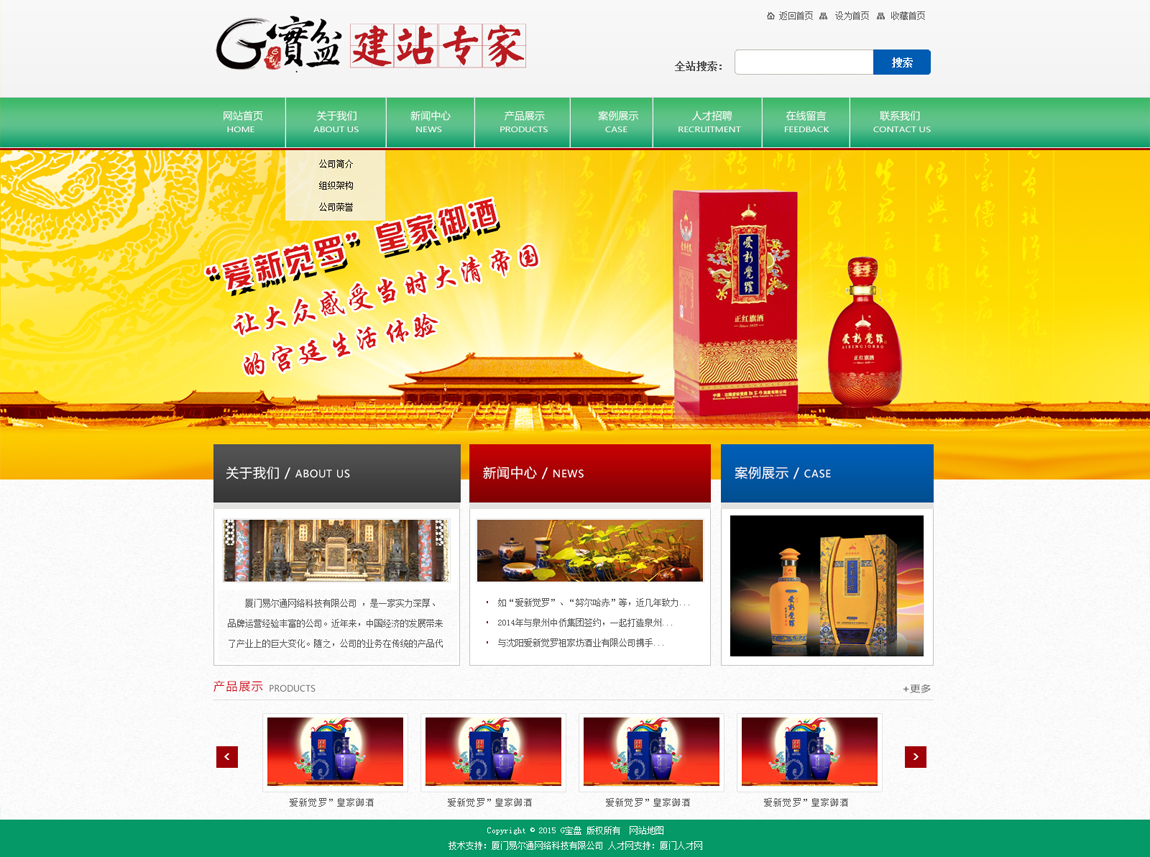 返回首页 设为首页 收藏首页
G寶盆 建站专家
全站搜索： 搜索
网站首页 关于我们 新闻中心 产品展示 案例展示 人才招聘 在线留言 联系我们
HOME ABOUT US NEWS PRODUCTS CASE RECRUITMENT FEEDBACK CONTACT US
公司简介
组织架构
公司荣誉
“爱新觉罗”皇家御酒
让大众感受当时大清帝国
的宫廷生活体验
爱新觉羅
正红旗酒
爱新觉羅
正红旗酒
关于我们 / ABOUT US
新闻中心 / NEWS
案例展示 / CASE
厦门易尔通网络科技有限公司 ，是一家实力深厚、
品牌运营经验丰富的公司。近年来，中国经济的发展带来
了产业上的巨大变化。随之，公司的业务在传统的产品代
· 如“爱新觉罗”、“努尔哈赤”等，近几年致力...
· 2014年与泉州中侨集团签约，一起打造泉州...
· 与沈阳爱新觉罗祖家坊酒业有限公司携手...
产品展示 PRODUCTS
+更多
< >
爱新觉罗”皇家御酒 爱新觉罗”皇家御酒 爱新觉罗”皇家御酒 爱新觉罗”皇家御酒
Copyright © 2015 G宝盘 版权所有 网站地图
技术支持：厦门易尔通网络科技有限公司 人才网支持：厦门人才网